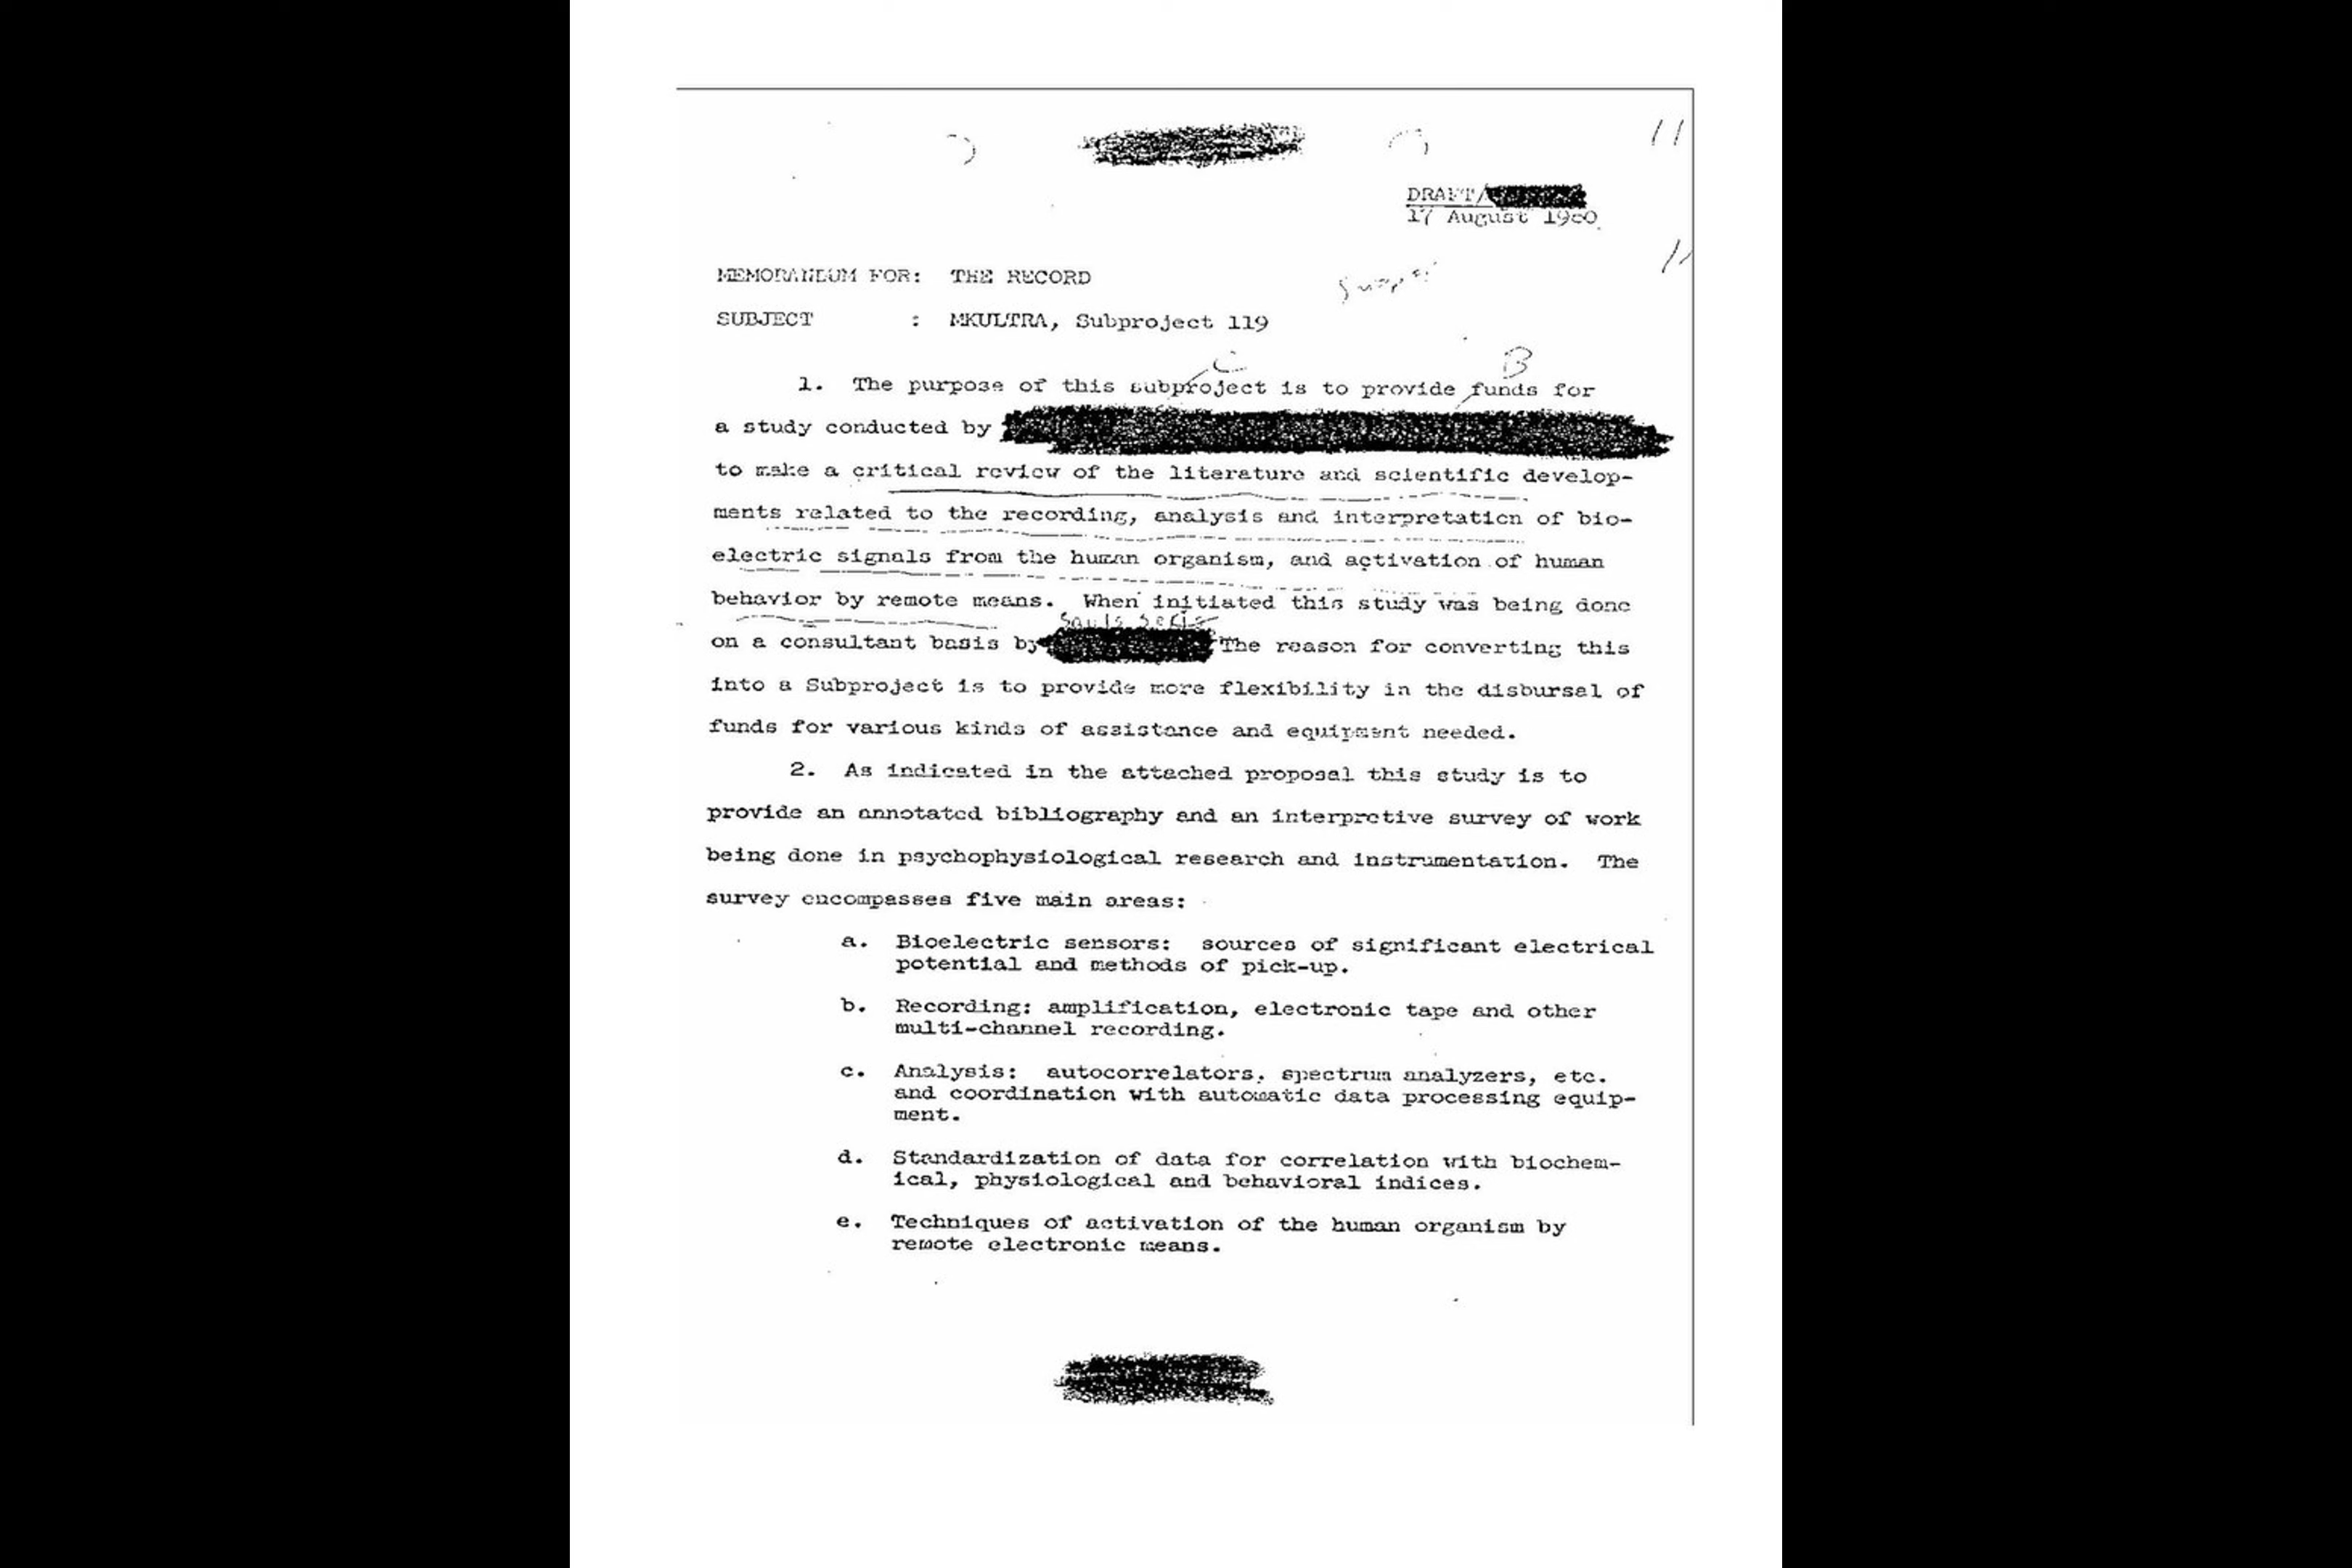 DRAFT/
17 August 1960
MEMORANDUM FOR: THE RECORD
SUBJECT : MKULTRA, Subproject 119
C B
1. The purpose of this subproject is to provide funds for
a study conducted by
to make a critical review of the literature and scientific develop-
ments related to the recording, analysis and interpretation of bio-
electric signals from the human organism, and activation of human
behavior by remote means. When initiated this study was being done
on a consultant basis by The reason for converting this
into a Subproject is to provide more flexibility in the disbursal of
funds for various kinds of assistance and equipment needed.
2. As indicated in the attached proposal this study is to
provide an annotated bibliography and an interpretive survey of work
being done in psychophysiological research and instrumentation. The
survey encompasses five main areas:
a. Bioelectric sensors: sources of significant electrical
potential and methods of pick-up.
b. Recording: amplification, electronic tape and other
multi-channel recording.
c. Analysis: autocorrelators, spectrum analyzers, etc.
and coordination with automatic data processing equip-
ment.
d. Standardization of data for correlation with biochem-
ical, physiological and behavioral indices.
e. Techniques of activation of the human organism by
remote electronic means.